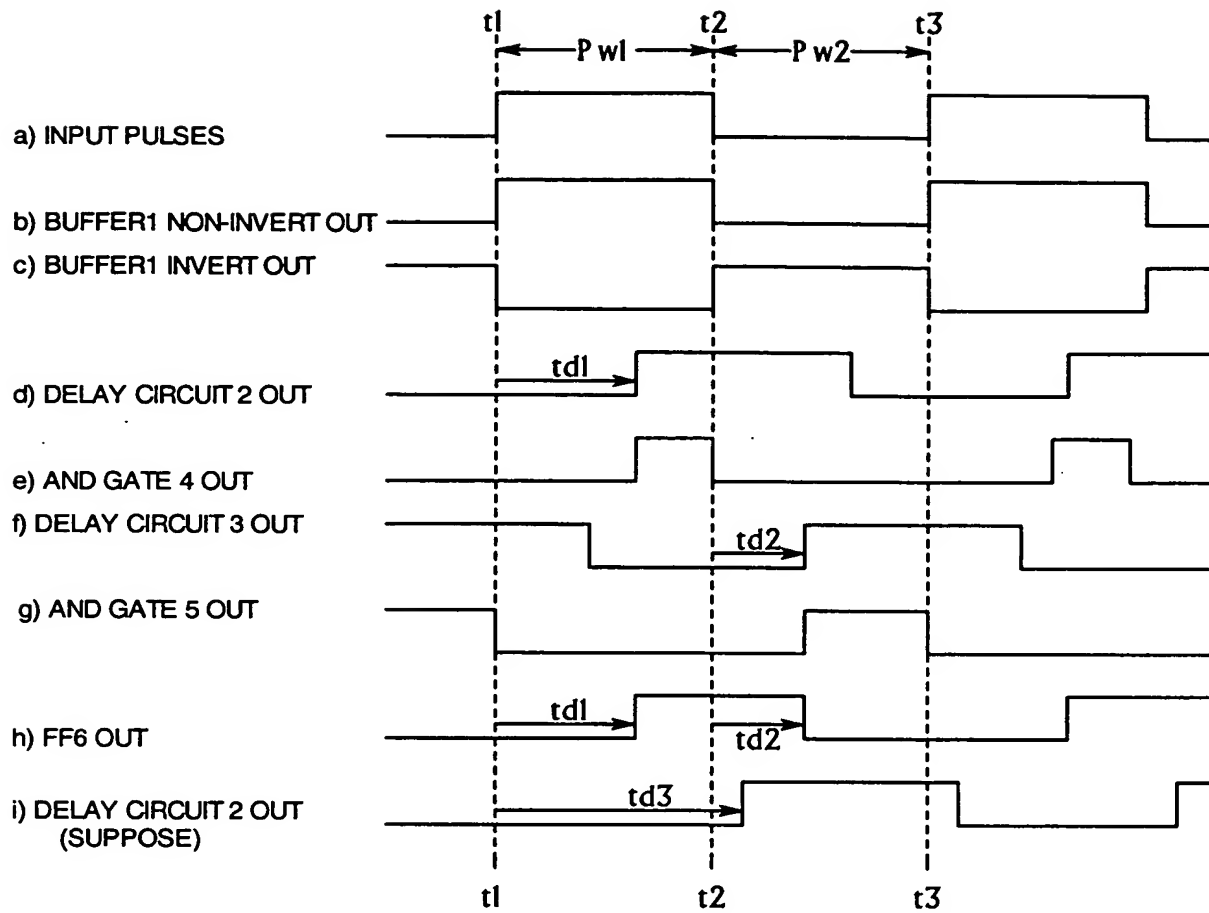 t1 t2 t3
Pw1 Pw2
a) INPUT PULSES
b) BUFFER1 NON-INVERT OUT
c) BUFFER1 INVERT OUT
td1
d) DELAY CIRCUIT 2 OUT
e) AND GATE 4 OUT
f) DELAY CIRCUIT 3 OUT
td2
g) AND GATE 5 OUT
td1
td2
h) FF6 OUT
td3
i) DELAY CIRCUIT 2 OUT
(SUPPOSE)
t1 t2 t3